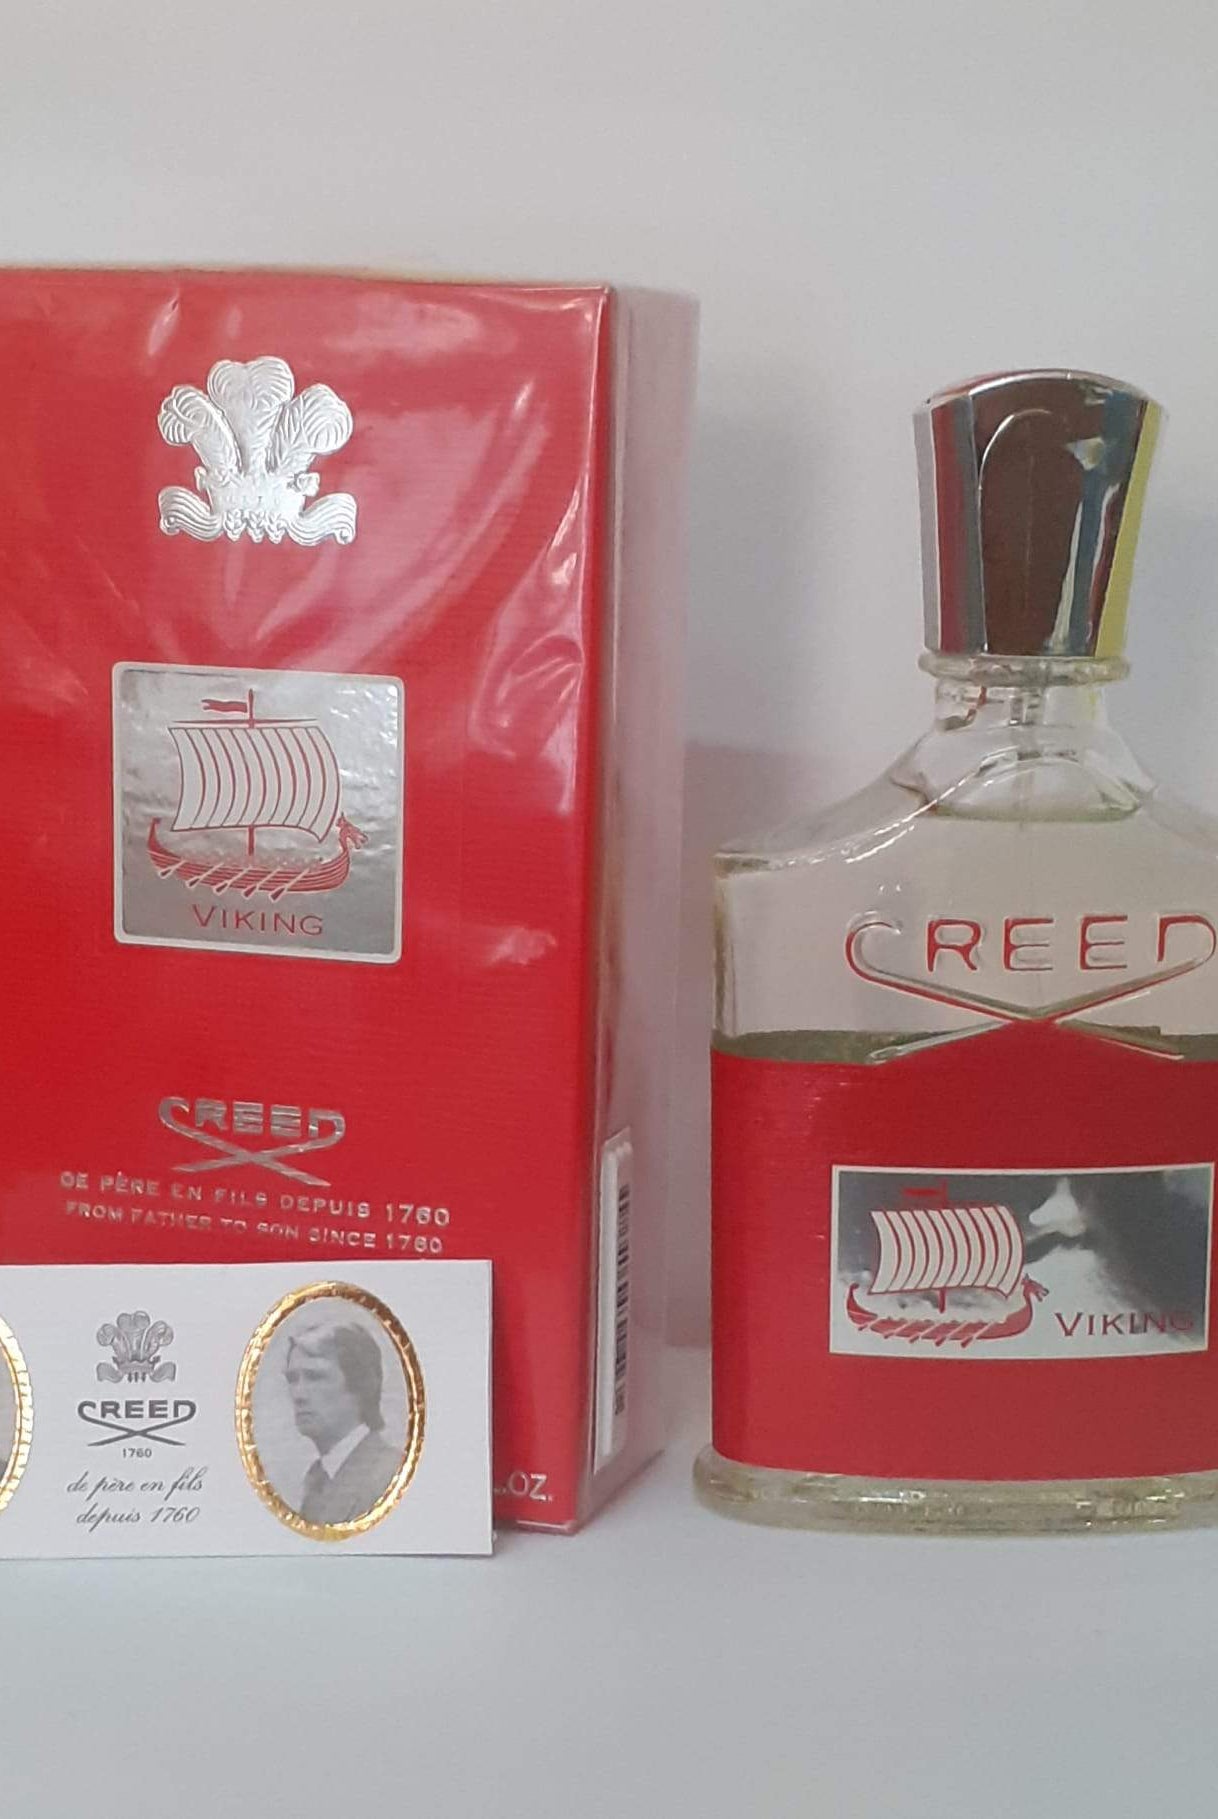 VIKING
CREED
DE PÈRE EN FILS DEPUIS 1760
FROM FATHER TO SON SINCE 1760
CREED
1760
de père en fils
depuis 1760
OZ.
CREED
VIKING